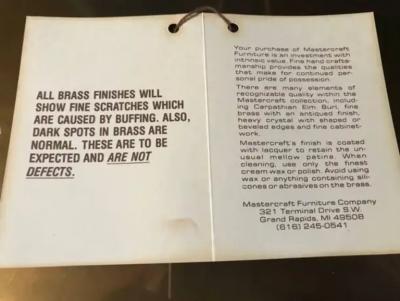 ALL BRASS FINISHES WILL
SHOW FINE SCRATCHES WHICH
ARE CAUSED BY BUFFING. ALSO,
DARK SPOTS IN BRASS ARE
NORMAL. THESE ARE TO BE
EXPECTED AND ARE NOT
DEFECTS.
Your purchase of Mastercraft
Furniture is an investment with
intrinsic value. Fine hand crafts-
manship provides the qualities
that make for continued per-
sonal pride of possession.
There are many elements of
recognizable quality within the
Mastercraft collection, includ-
ing Carpathian Elm Burl, fine
brass with an antiqued finish,
heavy crystal with shaped or
beveled edges and fine cabinet-
work.
Mastercraft's finish is coated
with lacquer to retain the un-
usual mellow patina. When
cleaning, use only the finest
cream wax or polish. Avoid using
wax or anything containing sili-
cones or abrasives on the brass.
Mastercraft Furniture Company
321 Terminal Drive S.W.
Grand Rapids, MI 49508
(616) 245-0541